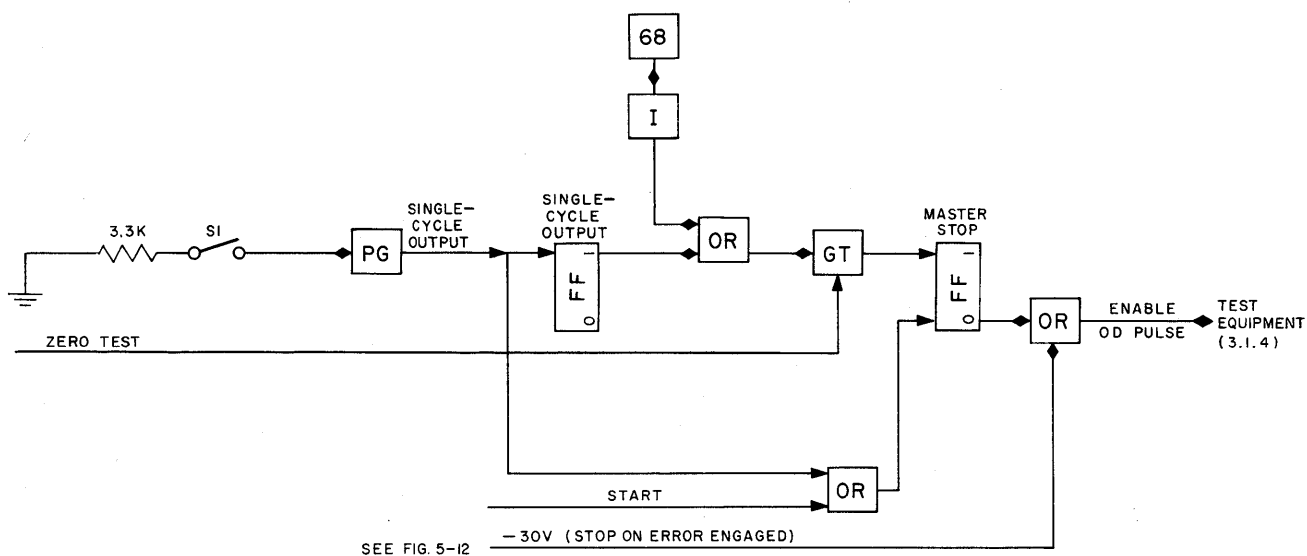 68
I
3.3K
S1
PG
SINGLE-
CYCLE
OUTPUT
SINGLE-
CYCLE
OUTPUT
FF
1
0
OR
GT
MASTER
STOP
FF
1
0
OR
ENABLE
OD PULSE
TEST
EQUIPMENT
(3.1.4)
ZERO TEST
OR
START
SEE FIG. 5-12
-30V (STOP ON ERROR ENGAGED)